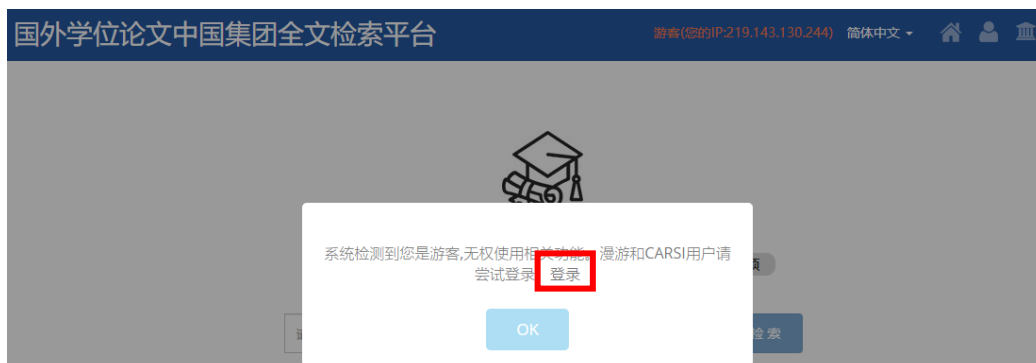 国外学位论文中国集团全文检索平台
游客(您的IP:219.143.130.244) 简体中文
系统检测到您是游客,无权使用相关功能。漫游和CARSI用户请
尝试登录 登录
OK
检索